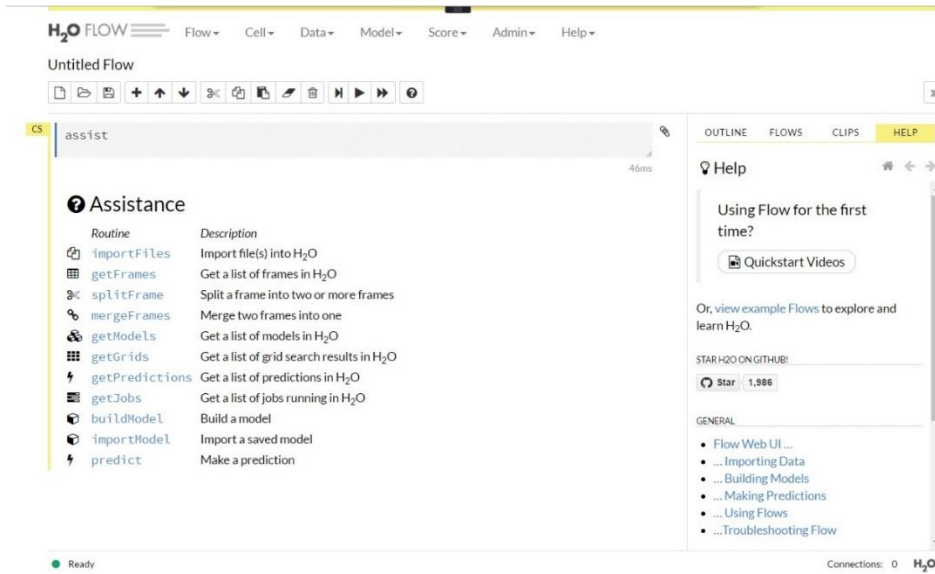 H2O FLOW Flow Cell Data Model Score Admin Help
Untitled Flow
CS
assist
46ms
Assistance
Routine Description
importFiles Import file(s) into H2O
getFrames Get a list of frames in H2O
splitFrame Split a frame into two or more frames
mergeFrames Merge two frames into one
getModels Get a list of models in H2O
getGrids Get a list of grid search results in H2O
getPredictions Get a list of predictions in H2O
getJobs Get a list of jobs running in H2O
buildModel Build a model
importModel Import a saved model
predict Make a prediction
OUTLINE FLOWS CLIPS HELP
Help
Using Flow for the first
time?
Quickstart Videos
Or, view example Flows to explore and
learn H2O.
STAR H2O ON GITHUB!
Star 1,986
GENERAL
• Flow Web UI ...
• ... Importing Data
• ... Building Models
• ... Making Predictions
• ... Using Flows
• ...Troubleshooting Flow
Ready
Connections: 0 H2O